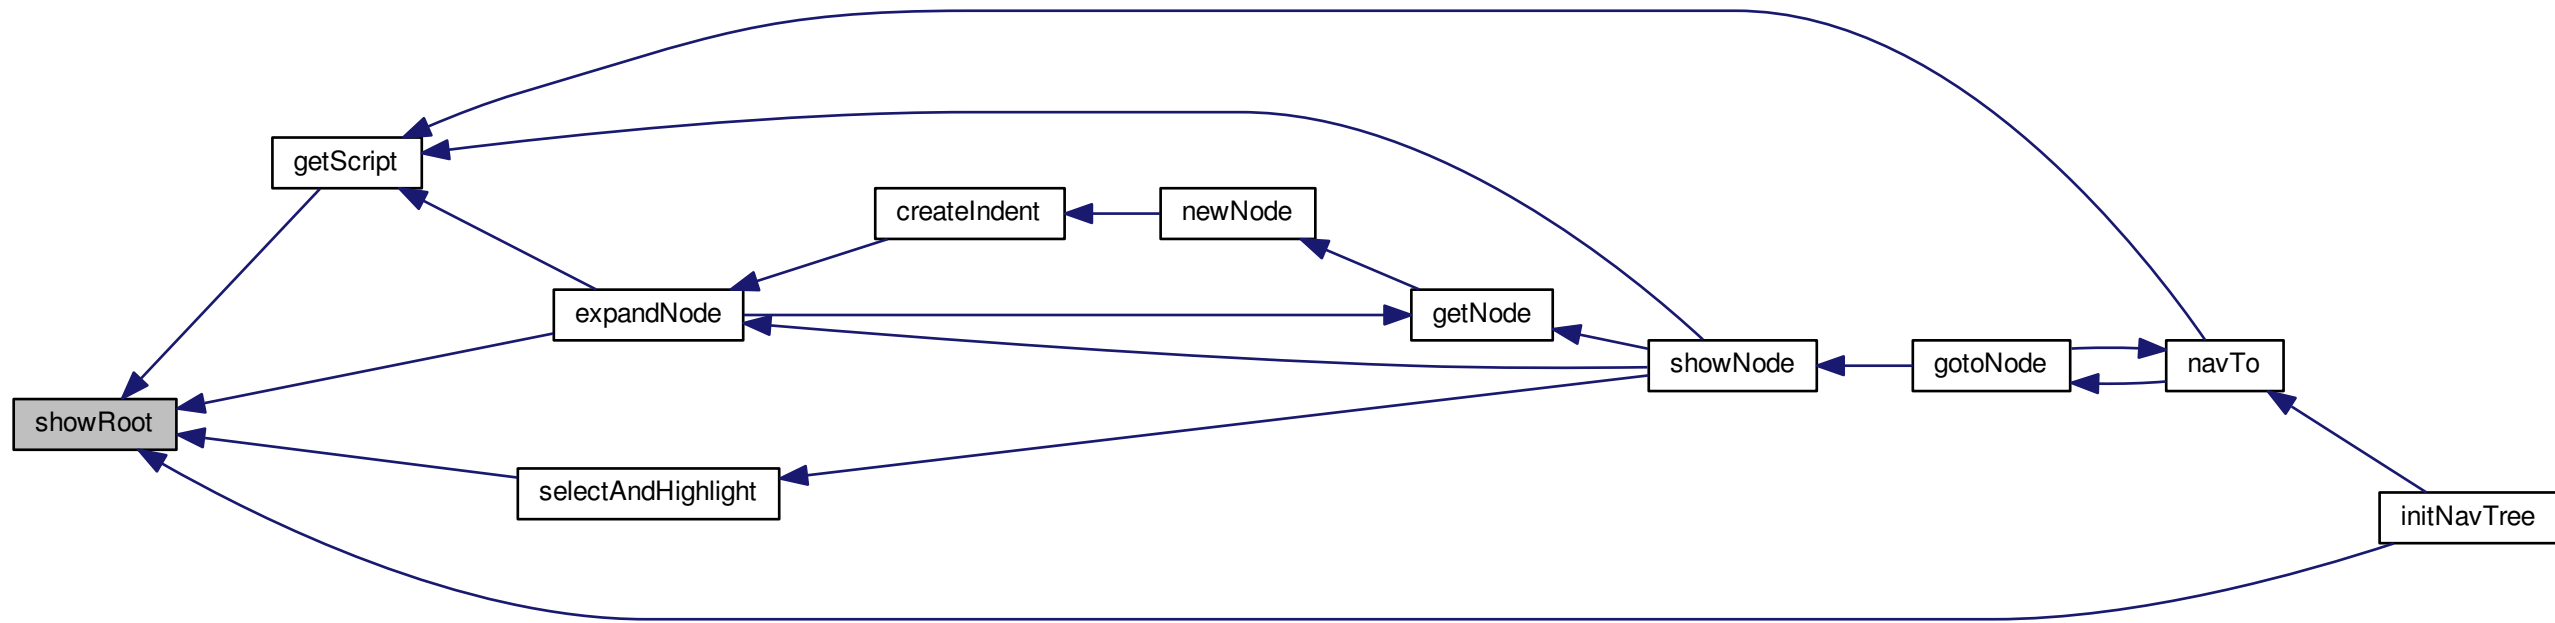 getScript
createIndent
newNode
expandNode
getNode
showNode
gotoNode
navTo
showRoot
selectAndHighlight
initNavTree